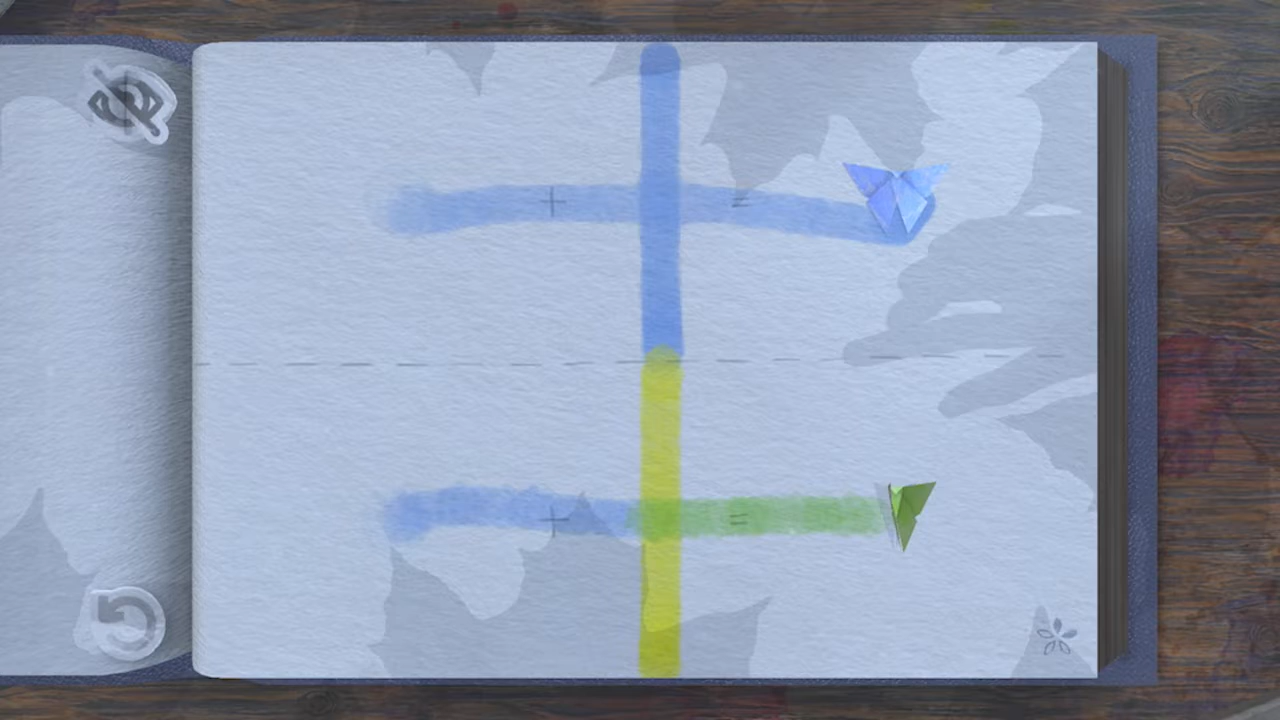 + =
+ =